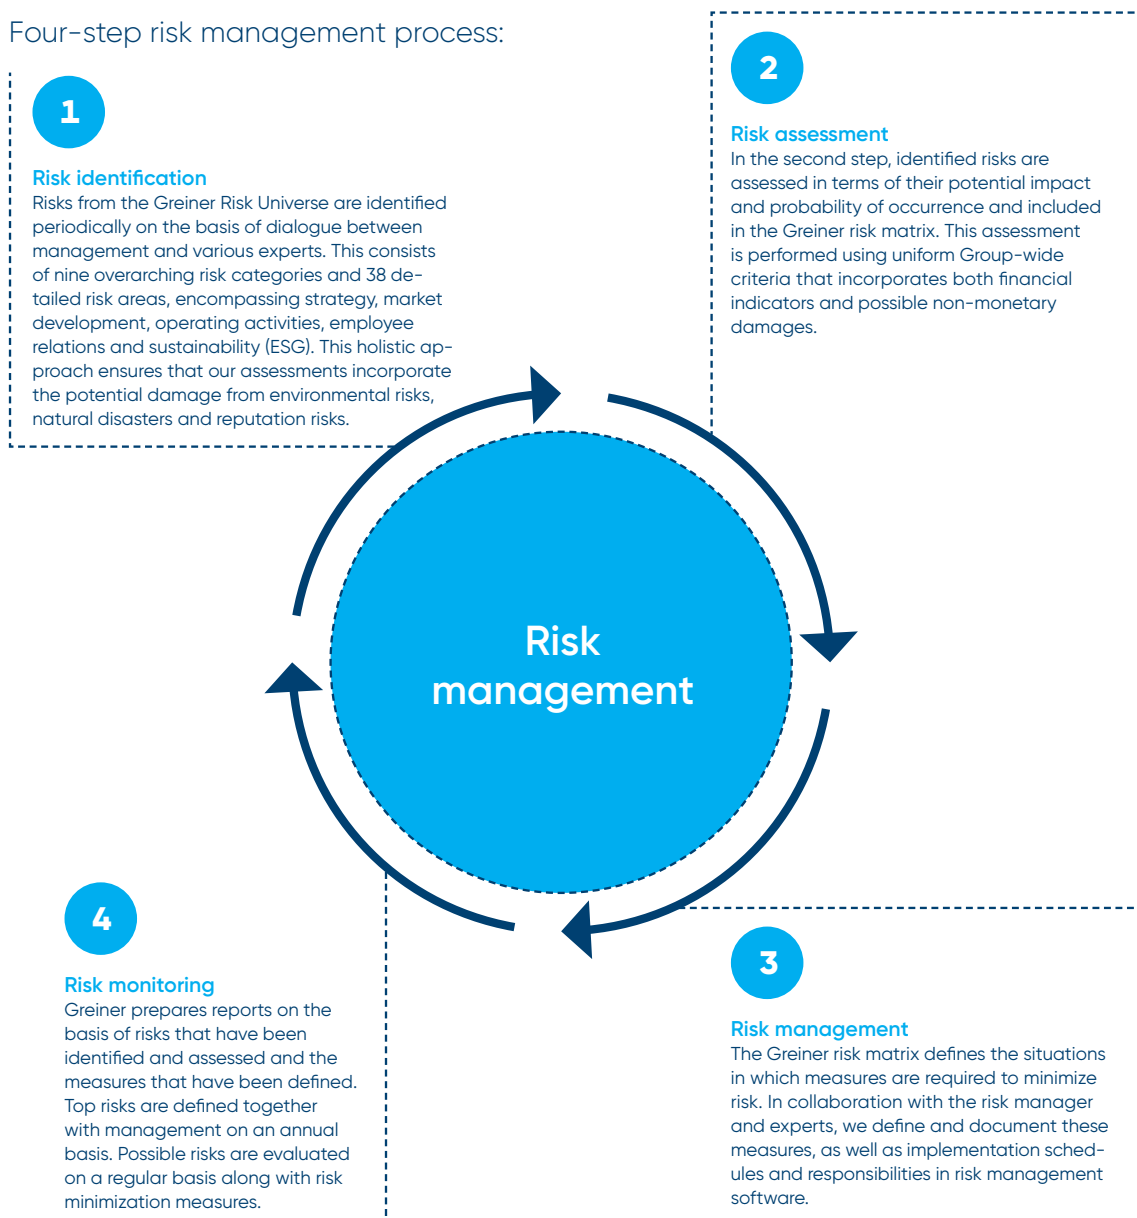 Four-step risk management process:
1
Risk identification
Risks from the Greiner Risk Universe are identified
periodically on the basis of dialogue between
management and various experts. This consists
of nine overarching risk categories and 38 de-
tailed risk areas, encompassing strategy, market
development, operating activities, employee
relations and sustainability (ESG). This holistic ap-
proach ensures that our assessments incorporate
the potential damage from environmental risks,
natural disasters and reputation risks.
2
Risk assessment
In the second step, identified risks are
assessed in terms of their potential impact
and probability of occurrence and included
in the Greiner risk matrix. This assessment
is performed using uniform Group-wide
criteria that incorporates both financial
indicators and possible non-monetary
damages.
Risk
management
3
Risk management
The Greiner risk matrix defines the situations
in which measures are required to minimize
risk. In collaboration with the risk manager
and experts, we define and document these
measures, as well as implementation sched-
ules and responsibilities in risk management
software.
4
Risk monitoring
Greiner prepares reports on the
basis of risks that have been
identified and assessed and the
measures that have been defined.
Top risks are defined together
with management on an annual
basis. Possible risks are evaluated
on a regular basis along with risk
minimization measures.